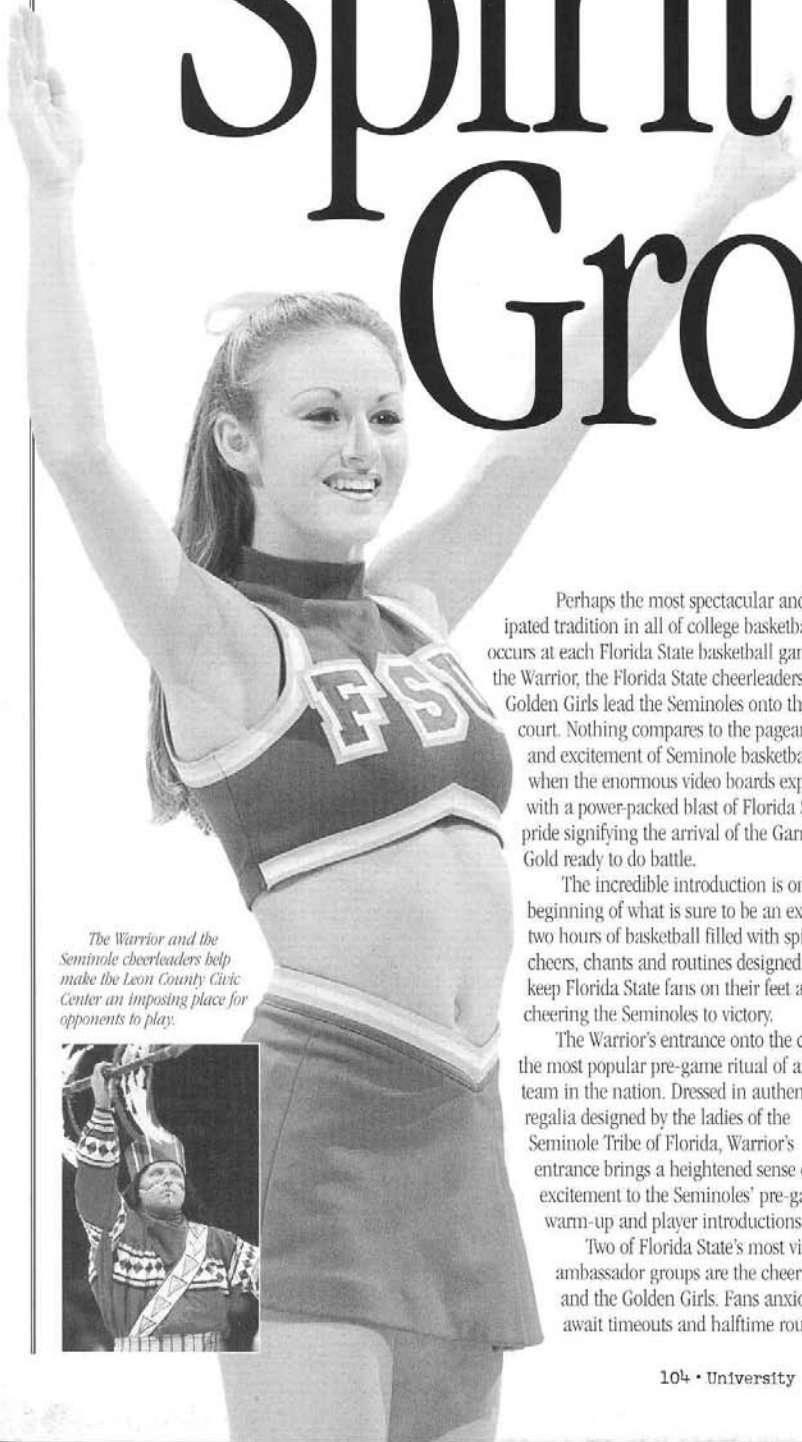 Spirit
Gro
FSU
Perhaps the most spectacular and
ipated tradition in all of college basketba
occurs at each Florida State basketball gar
the Warrior, the Florida State cheerleaders
Golden Girls lead the Seminoles onto th
court. Nothing compares to the pagear
and excitement of Seminole basketba
when the enormous video boards exp
with a power-packed blast of Florida S
pride signifying the arrival of the Garr
Gold ready to do battle.
The incredible introduction is or
beginning of what is sure to be an ex
two hours of basketball filled with spi
cheers, chants and routines designed
keep Florida State fans on their feet a
cheering the Seminoles to victory.
The Warrior's entrance onto the c
the most popular pre-game ritual of a
team in the nation. Dressed in authen
regalia designed by the ladies of the
Seminole Tribe of Florida, Warrior's
entrance brings a heightened sense
excitement to the Seminoles' pre-ga
warm-up and player introductions
Two of Florida State's most vi
ambassador groups are the cheer
and the Golden Girls. Fans anxio
await timeouts and halftime rou
The Warrior and the
Seminole cheerleaders help
make the Leon County Civic
Center an imposing place for
opponents to play.
104 • University